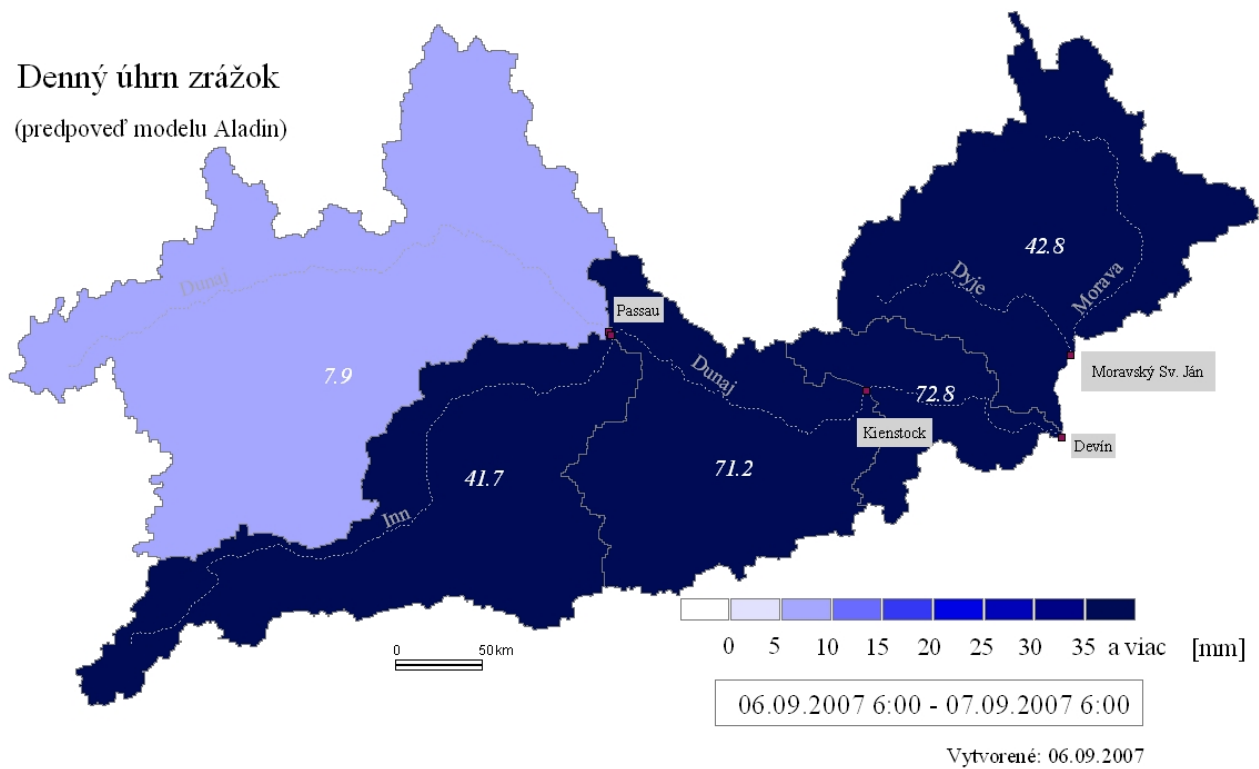 Denný úhrn zrážok
(predpoveď modelu Aladin)
42.8
Dunaj
Dyje
Morava
Passau
Moravský Sv. Ján
7.9
Dunaj
72.8
Kienstock
Devín
41.7
71.2
Inn
0 50 km
0 5 10 15 20 25 30 35 a viac [mm]
06.09.2007 6:00 - 07.09.2007 6:00
Vytvorené: 06.09.2007